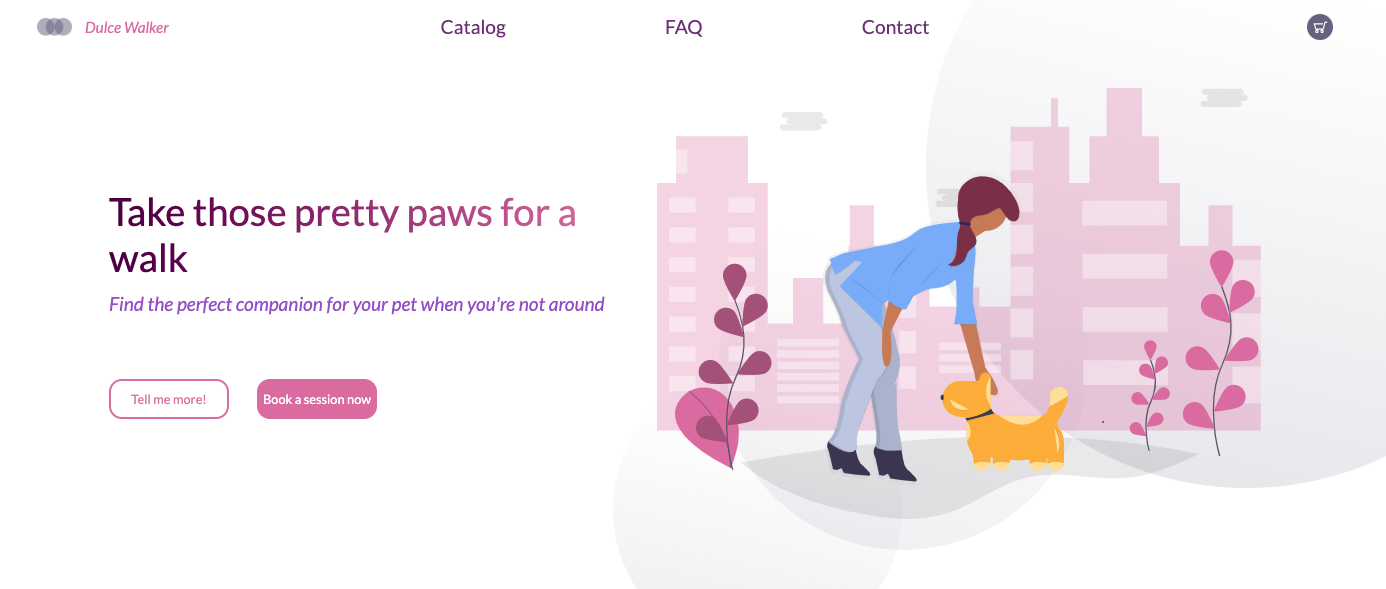 Dulce Walker
Catalog
FAQ
Contact
Take those pretty paws for a
walk
Find the perfect companion for your pet when you're not around
Tell me more!
Book a session now